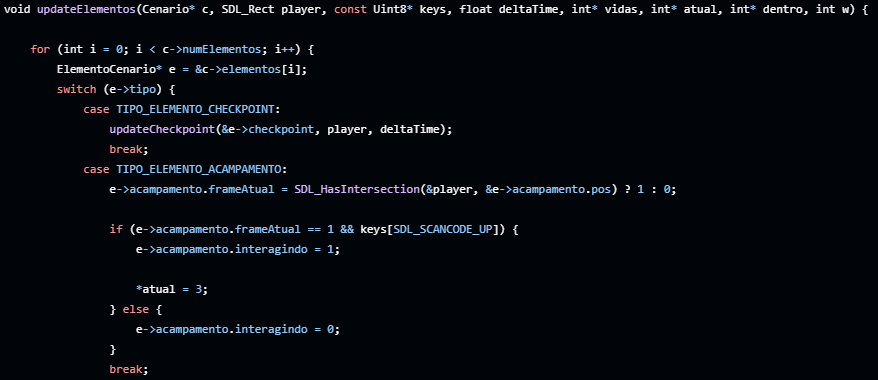 void updateElementos(Cenario* c, SDL_Rect player, const Uint8* keys, float deltaTime, int* vidas, int* atual, int* dentro, int w) {
for (int i = 0; i < c->numElementos; i++) {
ElementoCenario* e = &c->elementos[i];
switch (e->tipo) {
case TIPO_ELEMENTO_CHECKPOINT:
updateCheckpoint(&e->checkpoint, player, deltaTime);
break;
case TIPO_ELEMENTO_ACAMPAMENTO:
e->acampamento.frameAtual = SDL_HasIntersection(&player, &e->acampamento.pos) ? 1 : 0;
if (e->acampamento.frameAtual == 1 && keys[SDL_SCANCODE_UP]) {
e->acampamento.interagindo = 1;
*atual = 3;
} else {
e->acampamento.interagindo = 0;
}
break;